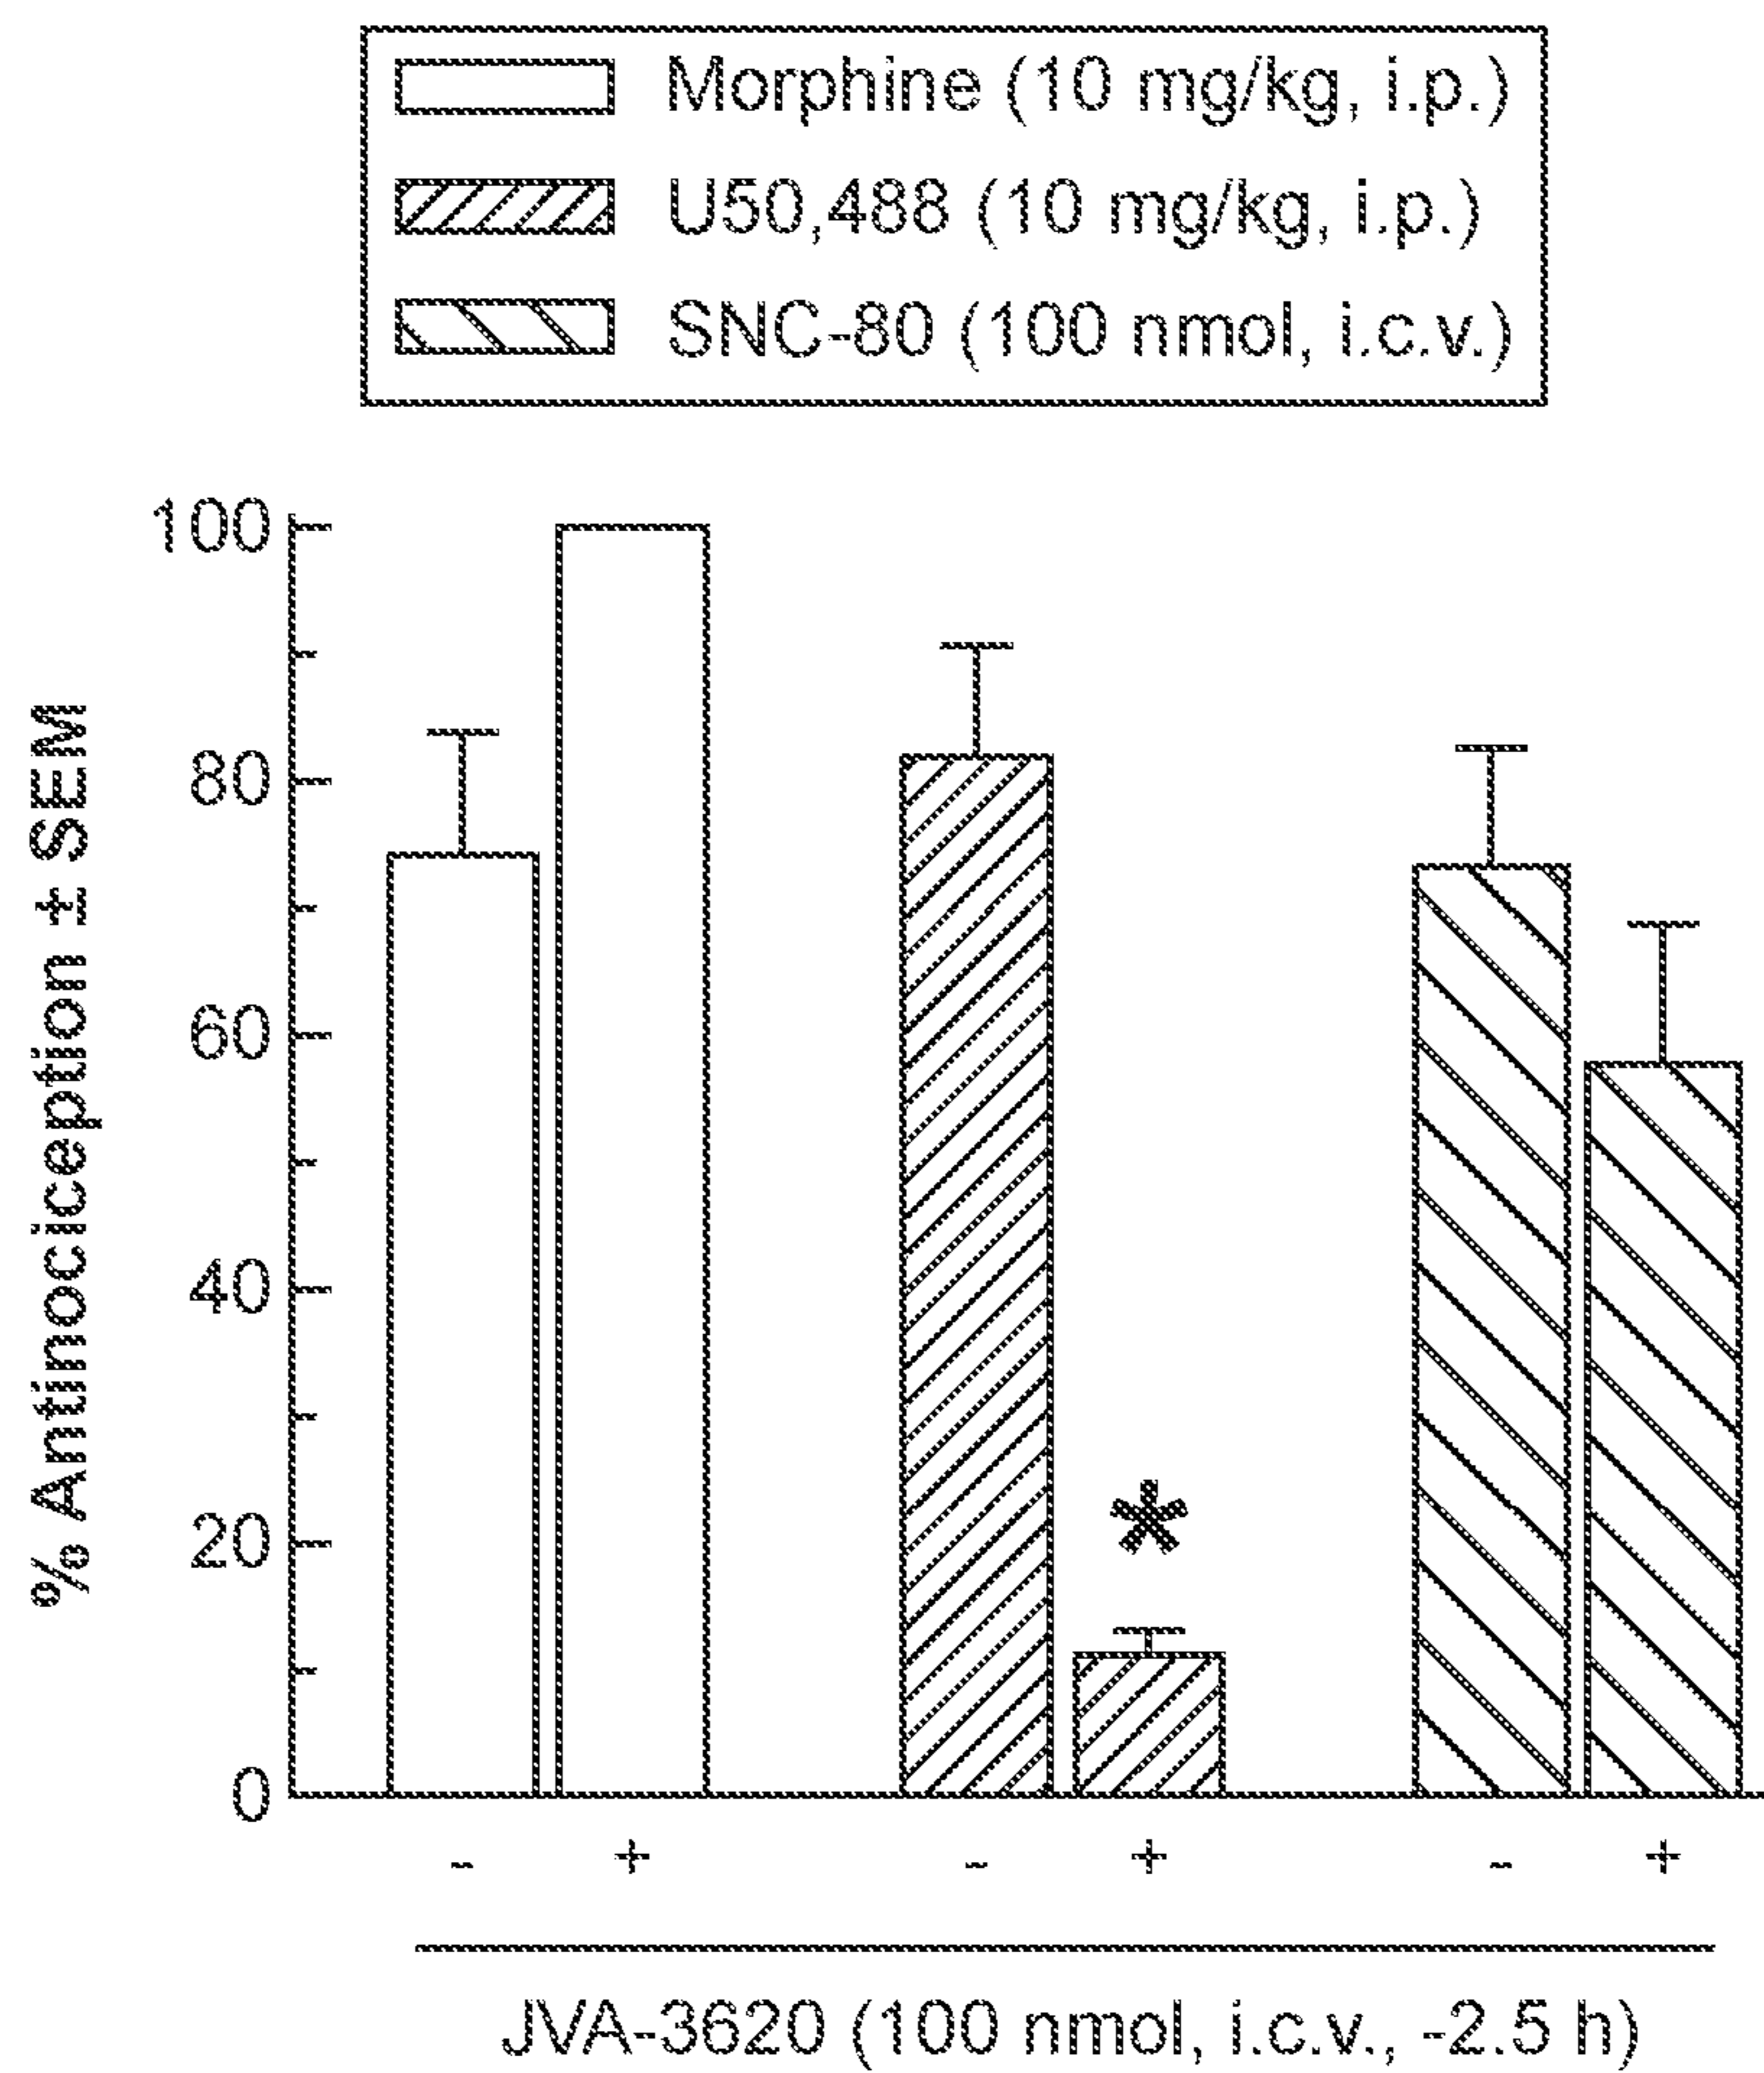 Morphine (10 mg/kg, i.p.)
U50,488 (10 mg/kg, i.p.)
SNC-80 (100 nmol, i.c.v.)
% Antinociception ± SEM
100
80
60
40
20
0
*
- + - + - +
JVA-3620 (100 nmol, i.c.v., -2.5 h)